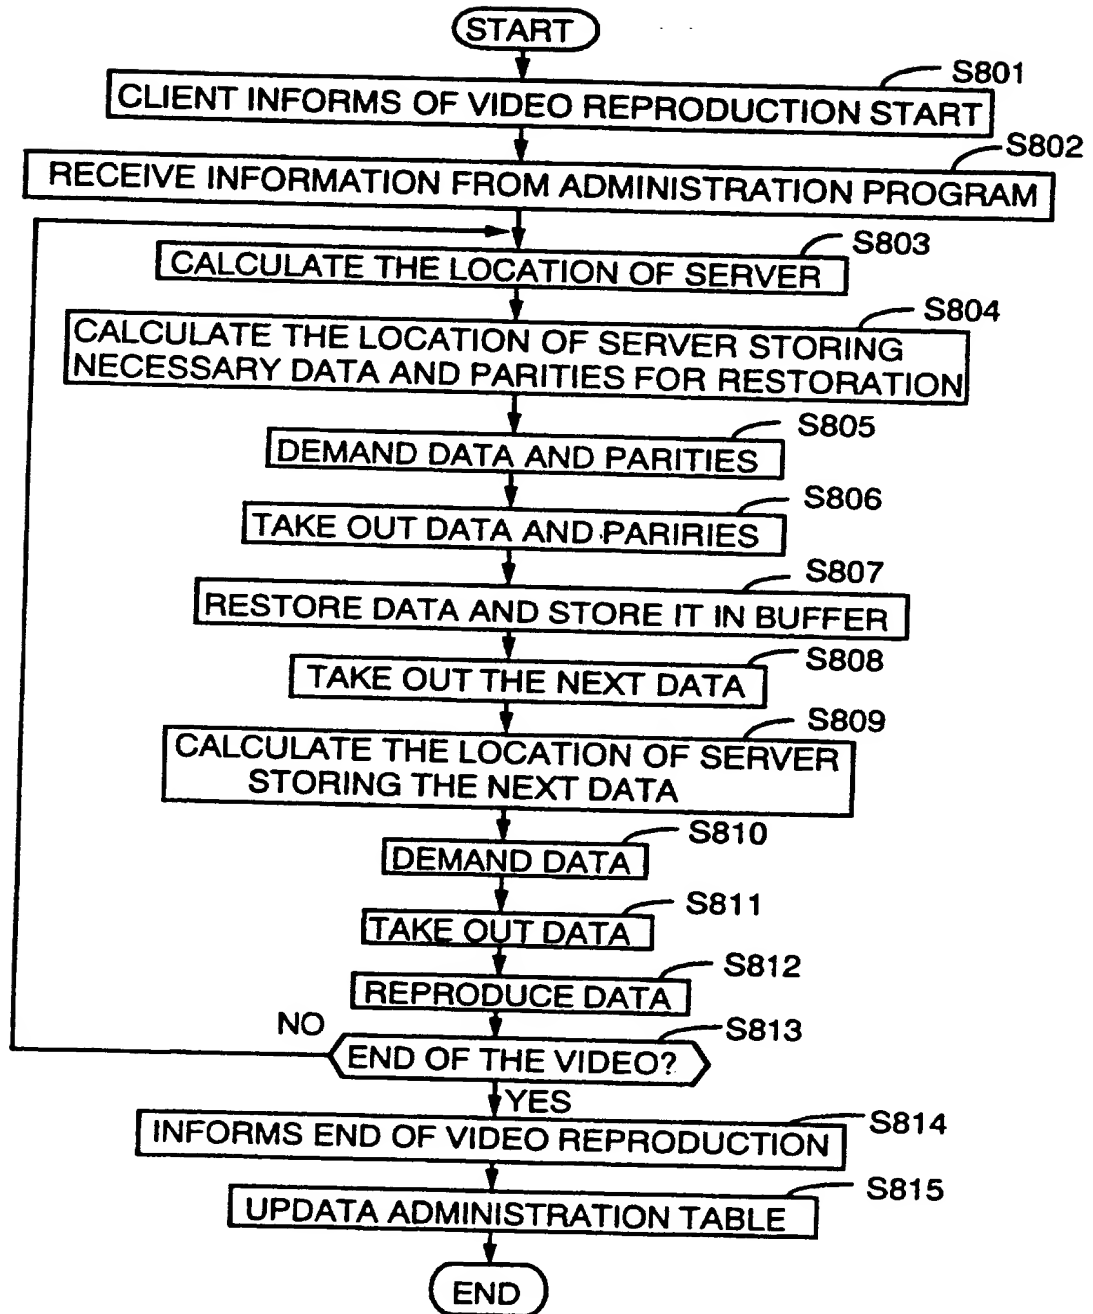 START
S801
CLIENT INFORMS OF VIDEO REPRODUCTION START
S802
RECEIVE INFORMATION FROM ADMINISTRATION PROGRAM
S803
CALCULATE THE LOCATION OF SERVER
S804
CALCULATE THE LOCATION OF SERVER STORING
NECESSARY DATA AND PARITIES FOR RESTORATION
S805
DEMAND DATA AND PARITIES
S806
TAKE OUT DATA AND PARIRIES
S807
RESTORE DATA AND STORE IT IN BUFFER
S808
TAKE OUT THE NEXT DATA
S809
CALCULATE THE LOCATION OF SERVER
STORING THE NEXT DATA
S810
DEMAND DATA
S811
TAKE OUT DATA
S812
REPRODUCE DATA
S813
NO
END OF THE VIDEO?
YES
S814
INFORMS END OF VIDEO REPRODUCTION
S815
UPDATA ADMINISTRATION TABLE
END